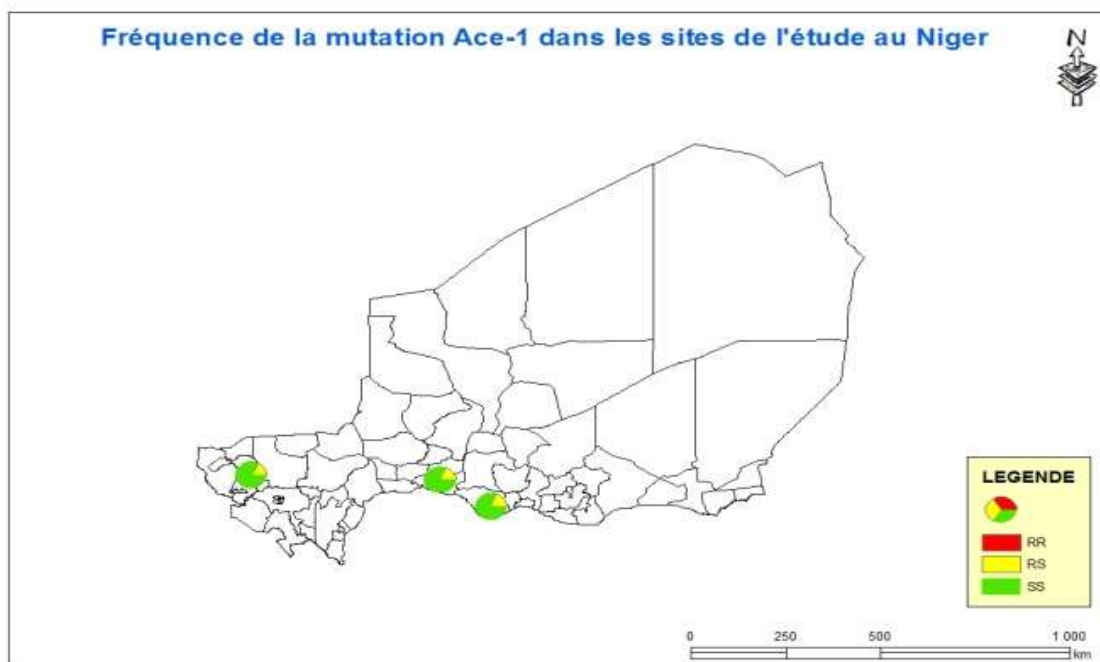 Fréquence de la mutation Ace-1 dans les sites de l'étude au Niger
N
LEGENDE
RR
RS
SS
0 250 500 1 000
km